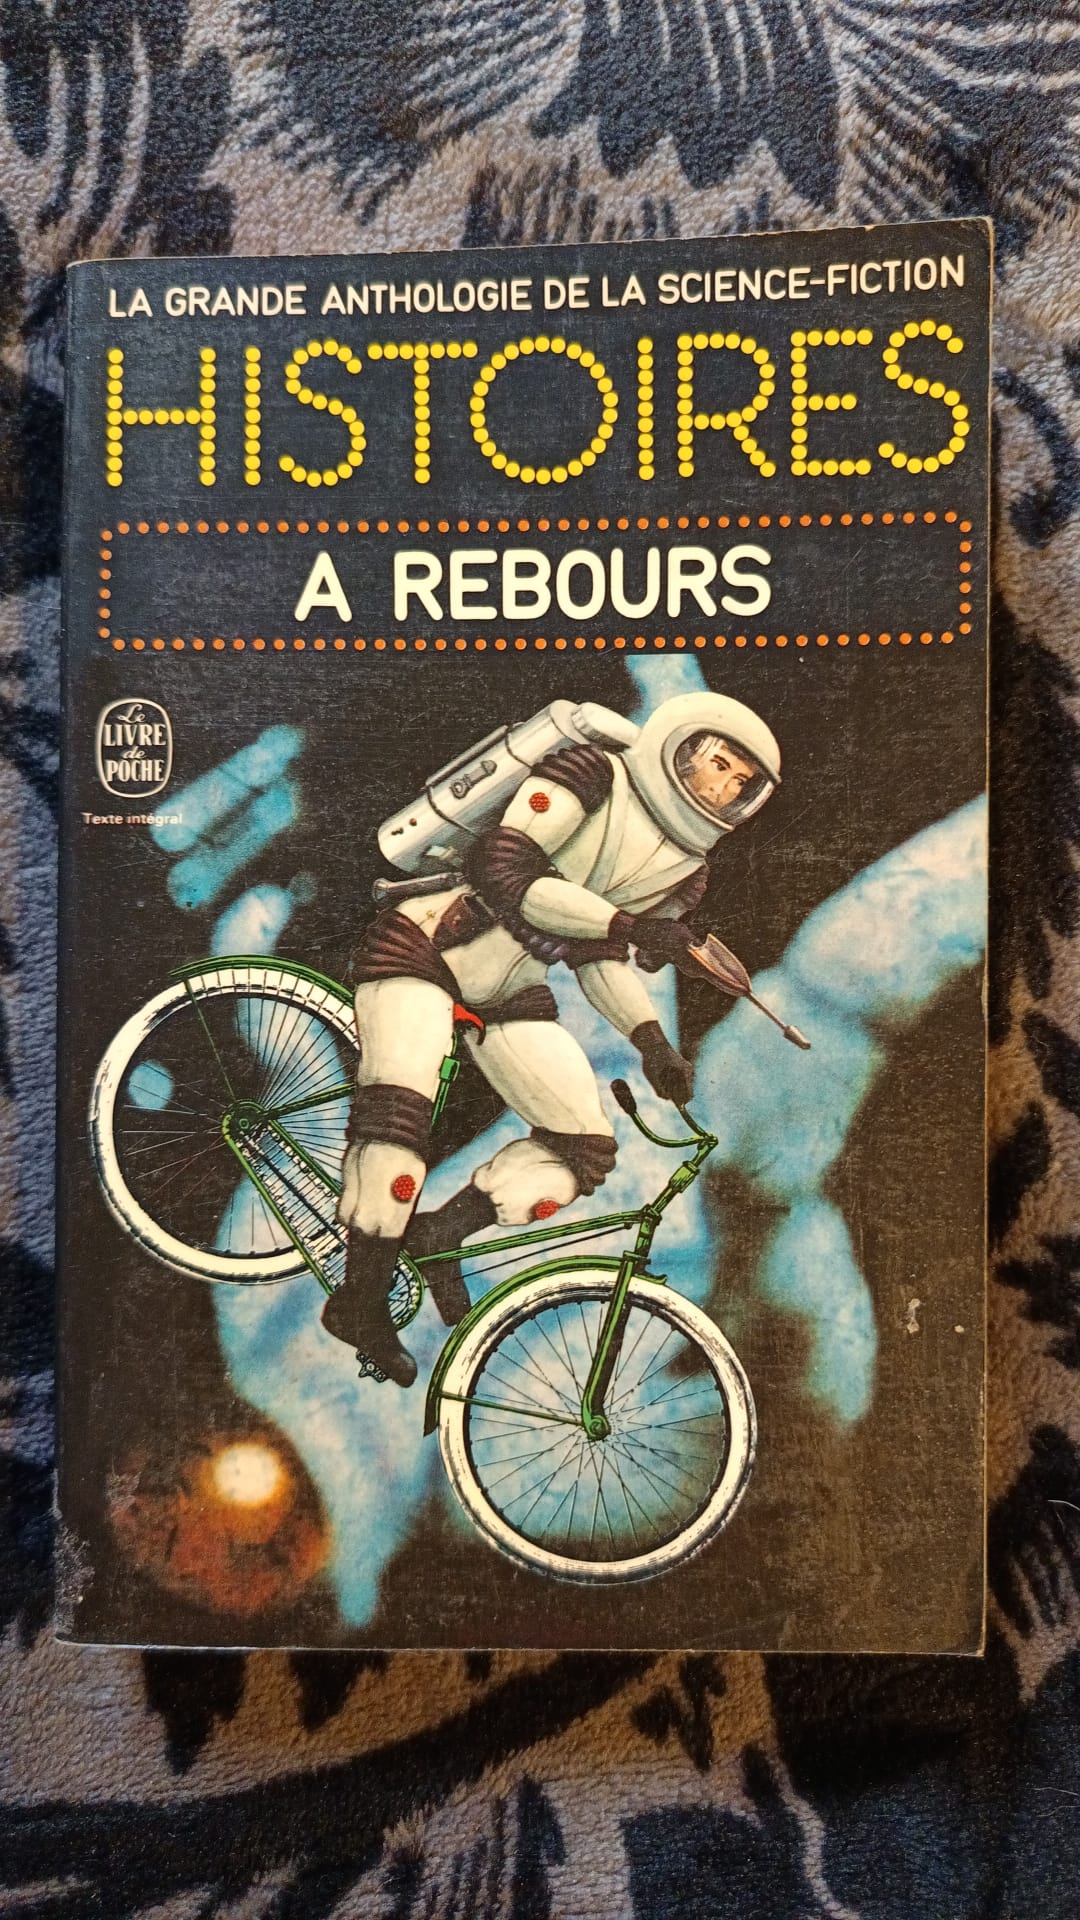 LA GRANDE ANTHOLOGIE DE LA SCIENCE-FICTION
HISTOIRES
A REBOURS
Le
LIVRE
de
POCHE
Texte intégral